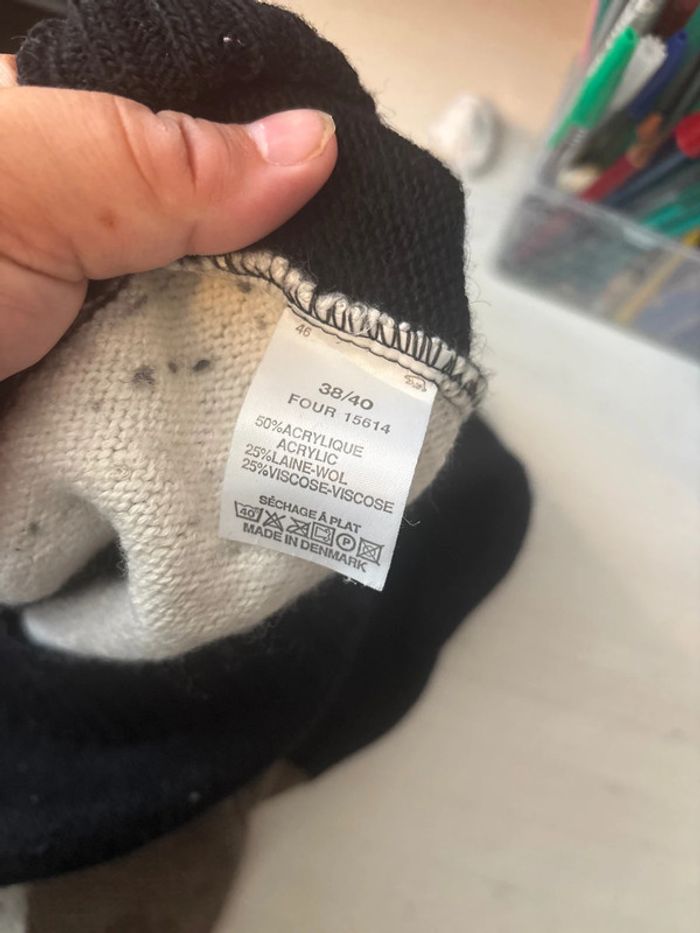 46
38/40
FOUR 15614
50%ACRYLIQUE
ACRYLIC
25%LAINE-WOL
25%VISCOSE-VISCOSE
SÉCHAGE À PLAT
40° P
MADE IN DENMARK